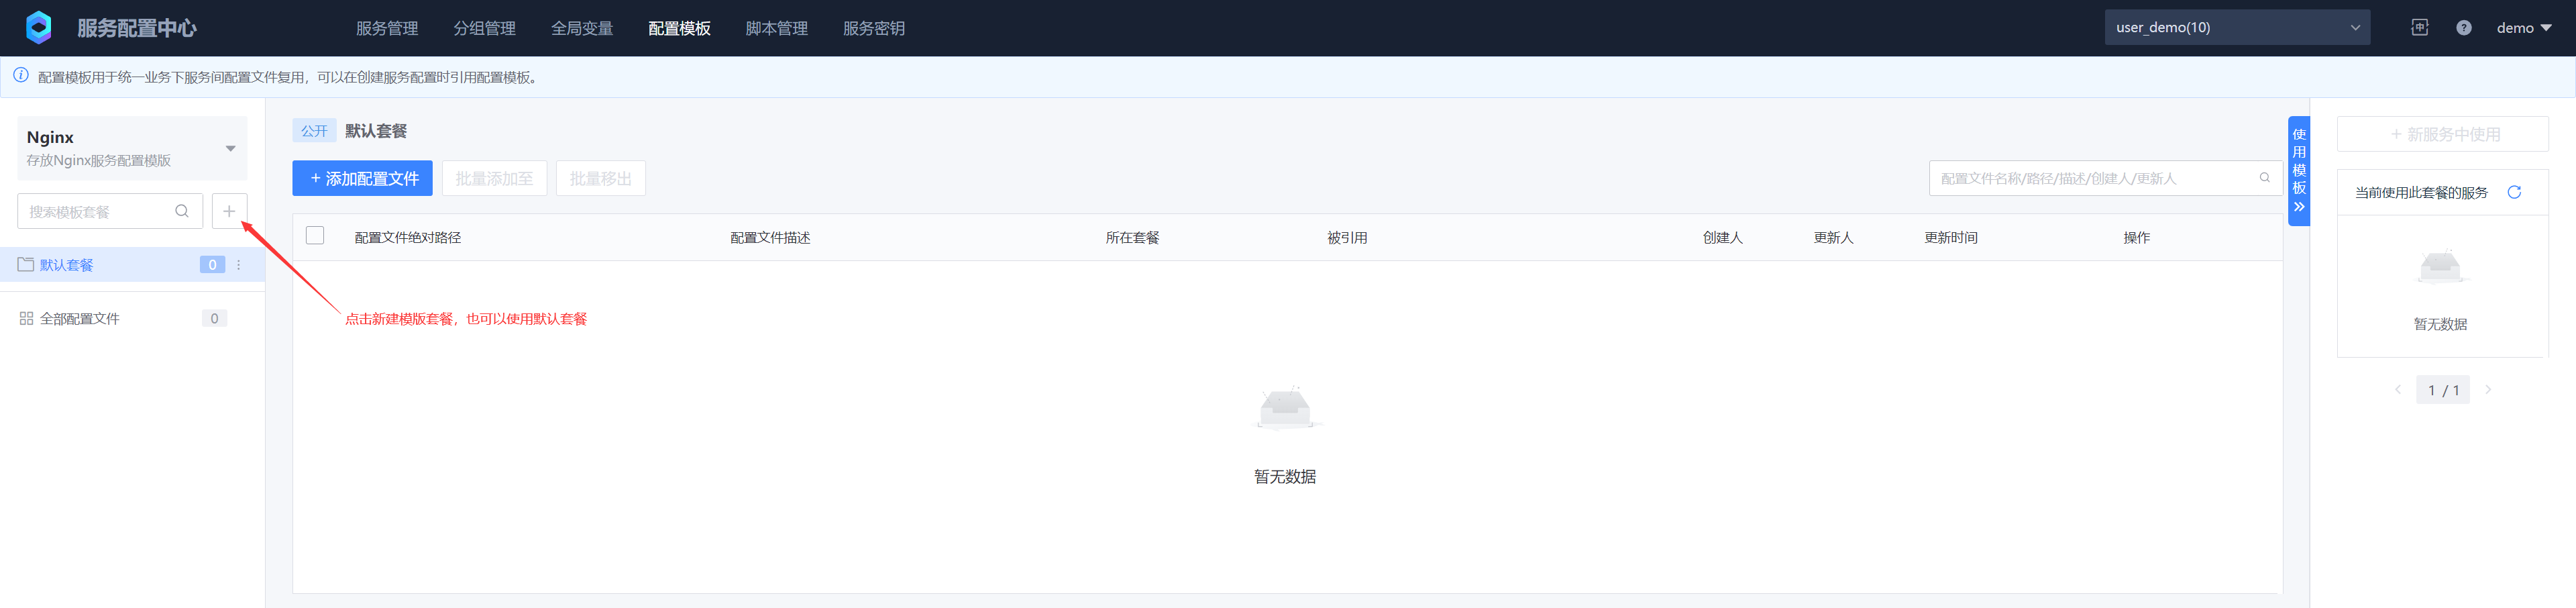 服务配置中心
服务管理
分组管理
全局变量
配置模板
脚本管理
服务密钥
user_demo(10)
中
?
demo
配置模板用于统一业务下服务间配置文件复用，可以在创建服务配置时引用配置模板。
Nginx
存放Nginx服务配置模版
搜索模板套餐
默认套餐
0
全部配置文件
0
公开
默认套餐
+ 添加配置文件
批量添加至
批量移出
配置文件名称/路径/描述/创建人/更新人
配置文件绝对路径
配置文件描述
所在套餐
被引用
创建人
更新人
更新时间
操作
点击新建模版套餐，也可以使用默认套餐
暂无数据
使用模板
+ 新服务中使用
当前使用此套餐的服务
暂无数据
1 / 1